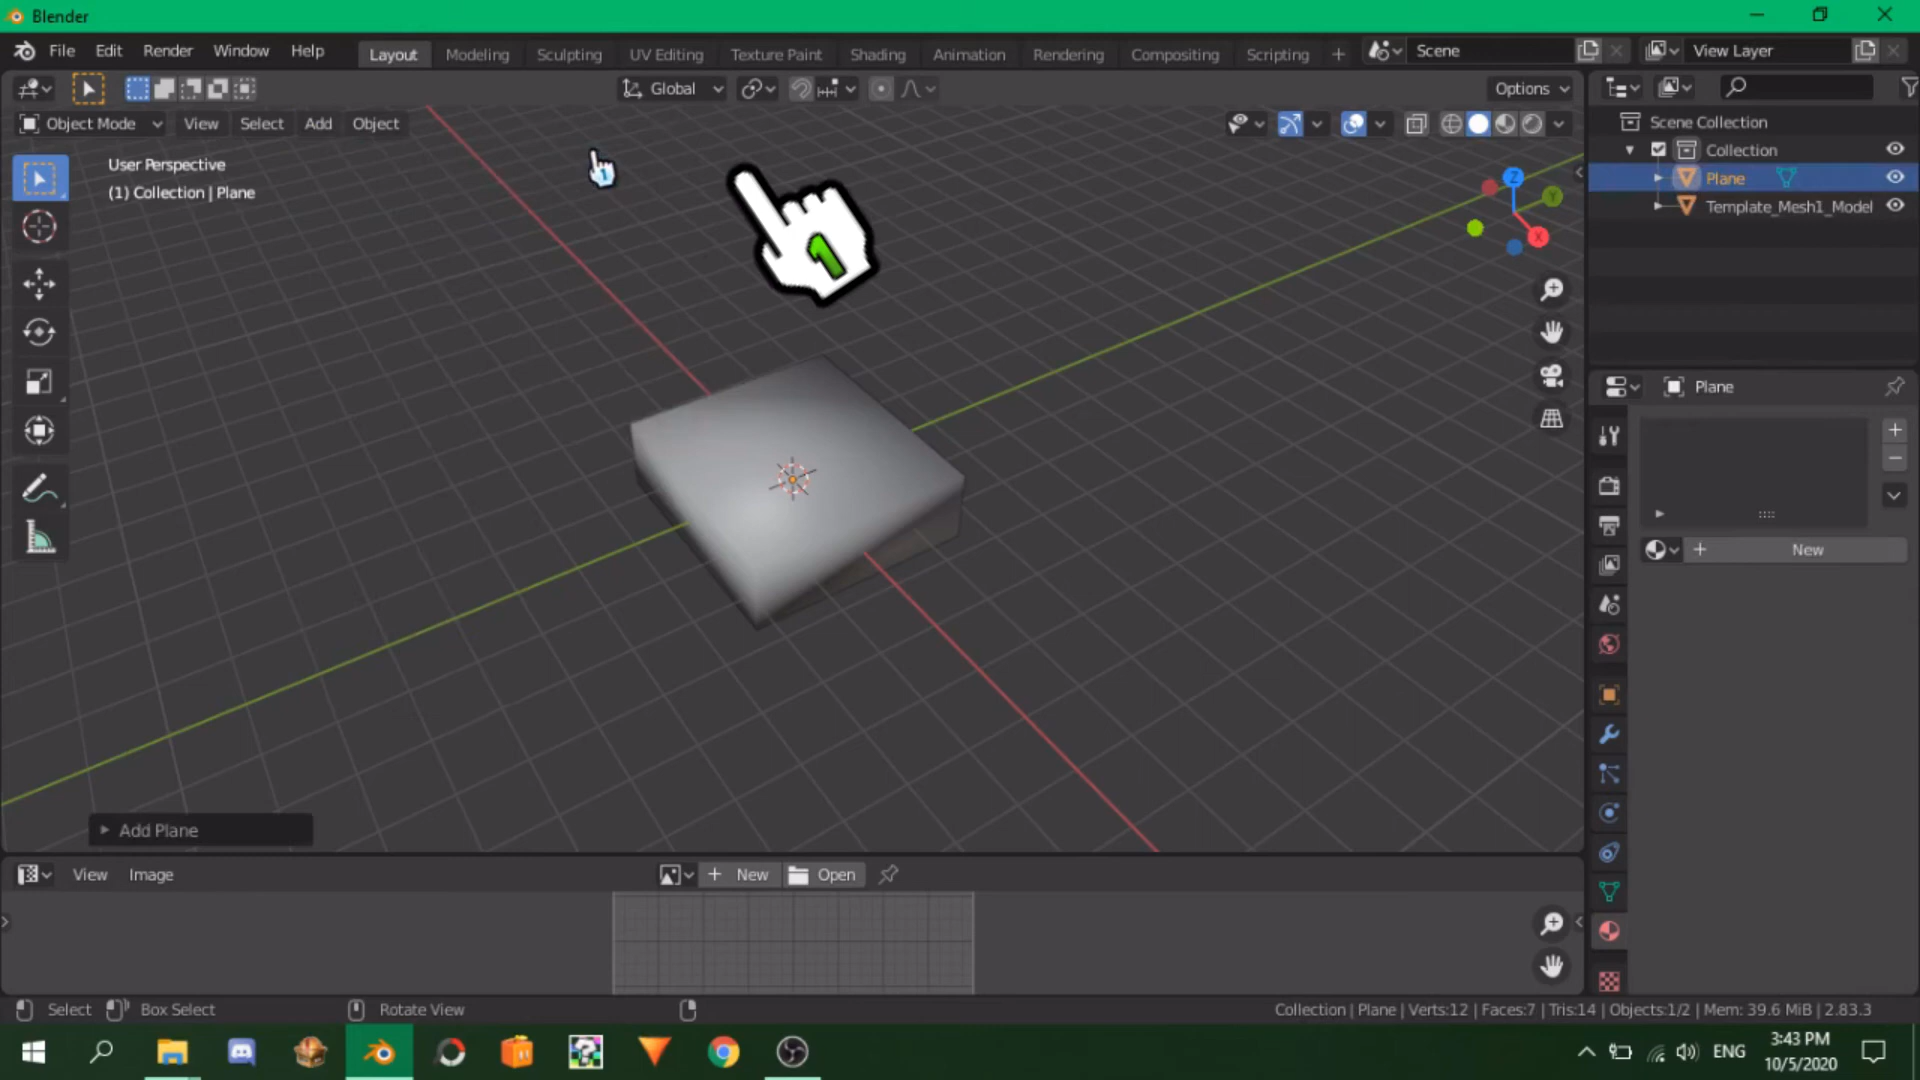 Blender
File Edit Render Window Help Layout Modeling Sculpting UV Editing Texture Paint Shading Animation Rendering Compositing Scripting + Scene View Layer
Global Options
Object Mode View Select Add Object
User Perspective
(1) Collection | Plane
1
1
Z
Y
X
Scene Collection
Collection
Plane
Template_Mesh1_Model
Plane
New
Add Plane
View Image New Open
Select Box Select Rotate View Collection | Plane | Verts:12 | Faces:7 | Tris:14 | Objects:1/2 | Mem: 39.6 MiB | 2.83.3
ENG
3:43 PM
10/5/2020